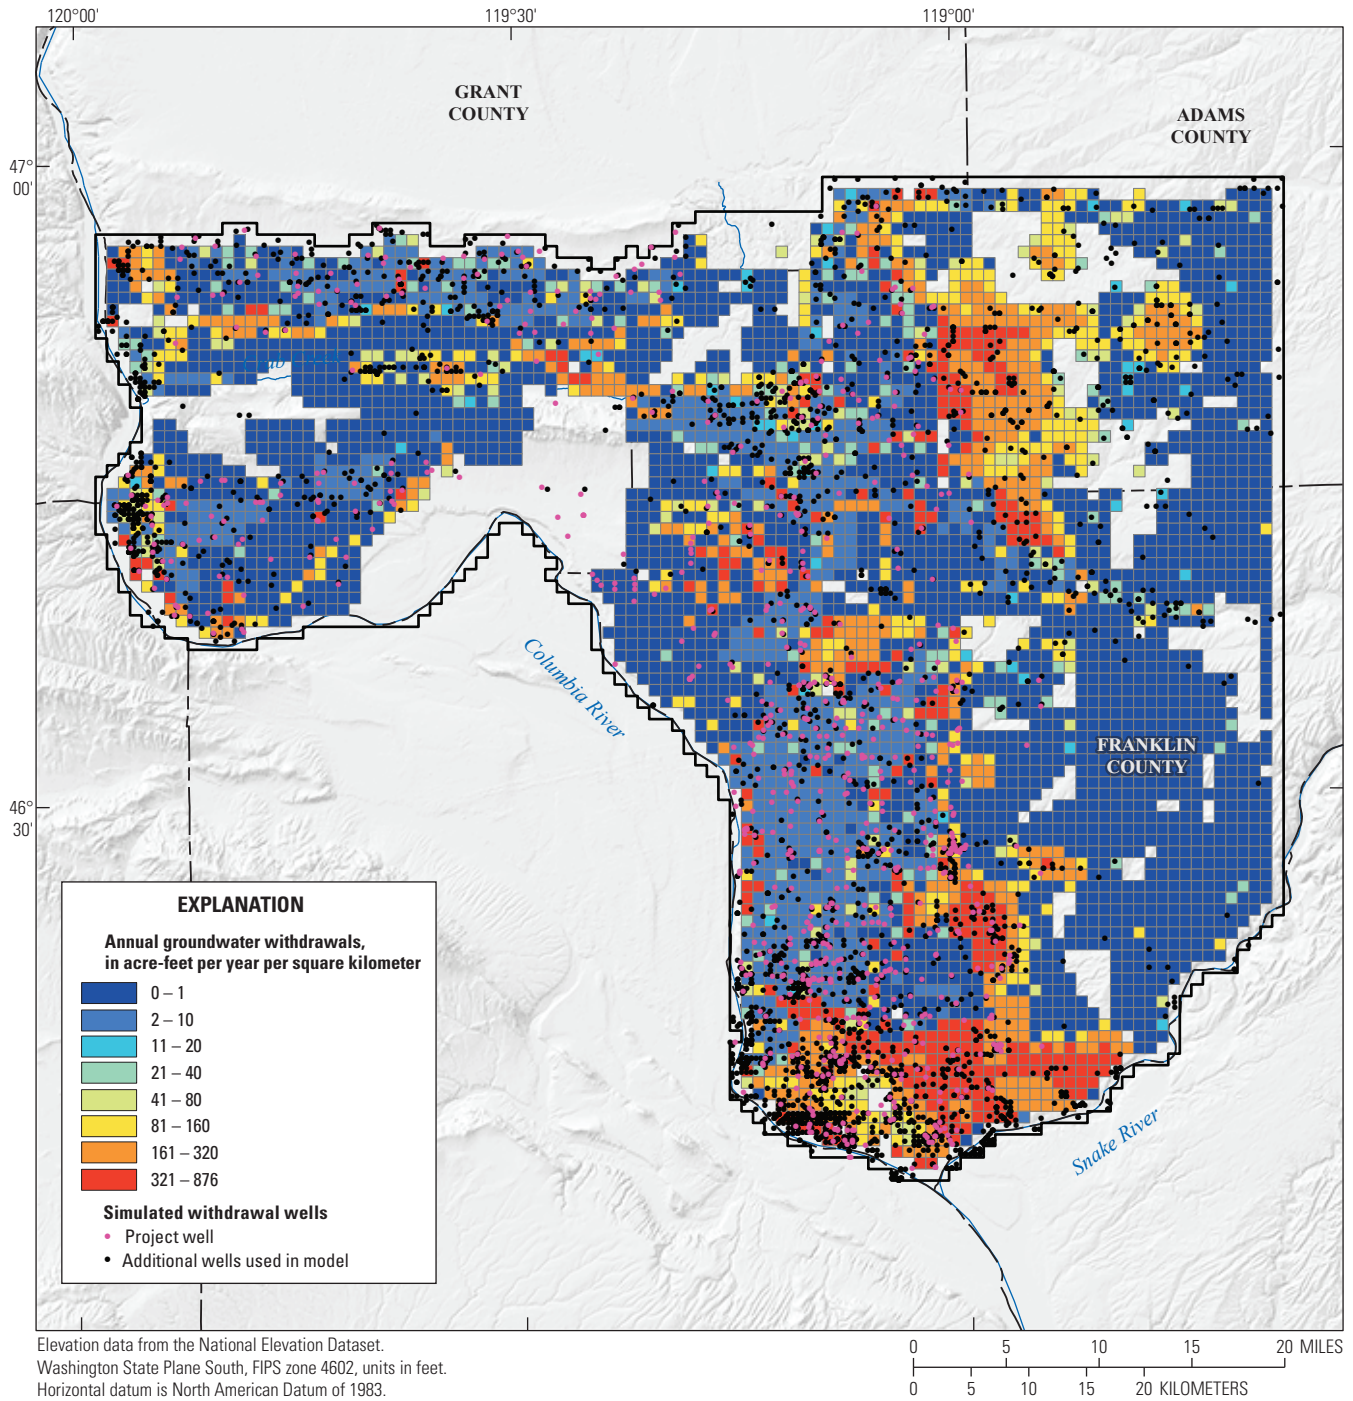 120°00'
119°30'
119°00'
GRANT
COUNTY
ADAMS
COUNTY
47°
00'
Columbia River
FRANKLIN
COUNTY
46°
30'
Snake River
EXPLANATION
Annual groundwater withdrawals,
in acre-feet per year per square kilometer
0 – 1
2 – 10
11 – 20
21 – 40
41 – 80
81 – 160
161 – 320
321 – 876
Simulated withdrawal wells
Project well
Additional wells used in model
Elevation data from the National Elevation Dataset.
Washington State Plane South, FIPS zone 4602, units in feet.
Horizontal datum is North American Datum of 1983.
0 5 10 15 20 MILES
0 5 10 15 20 KILOMETERS